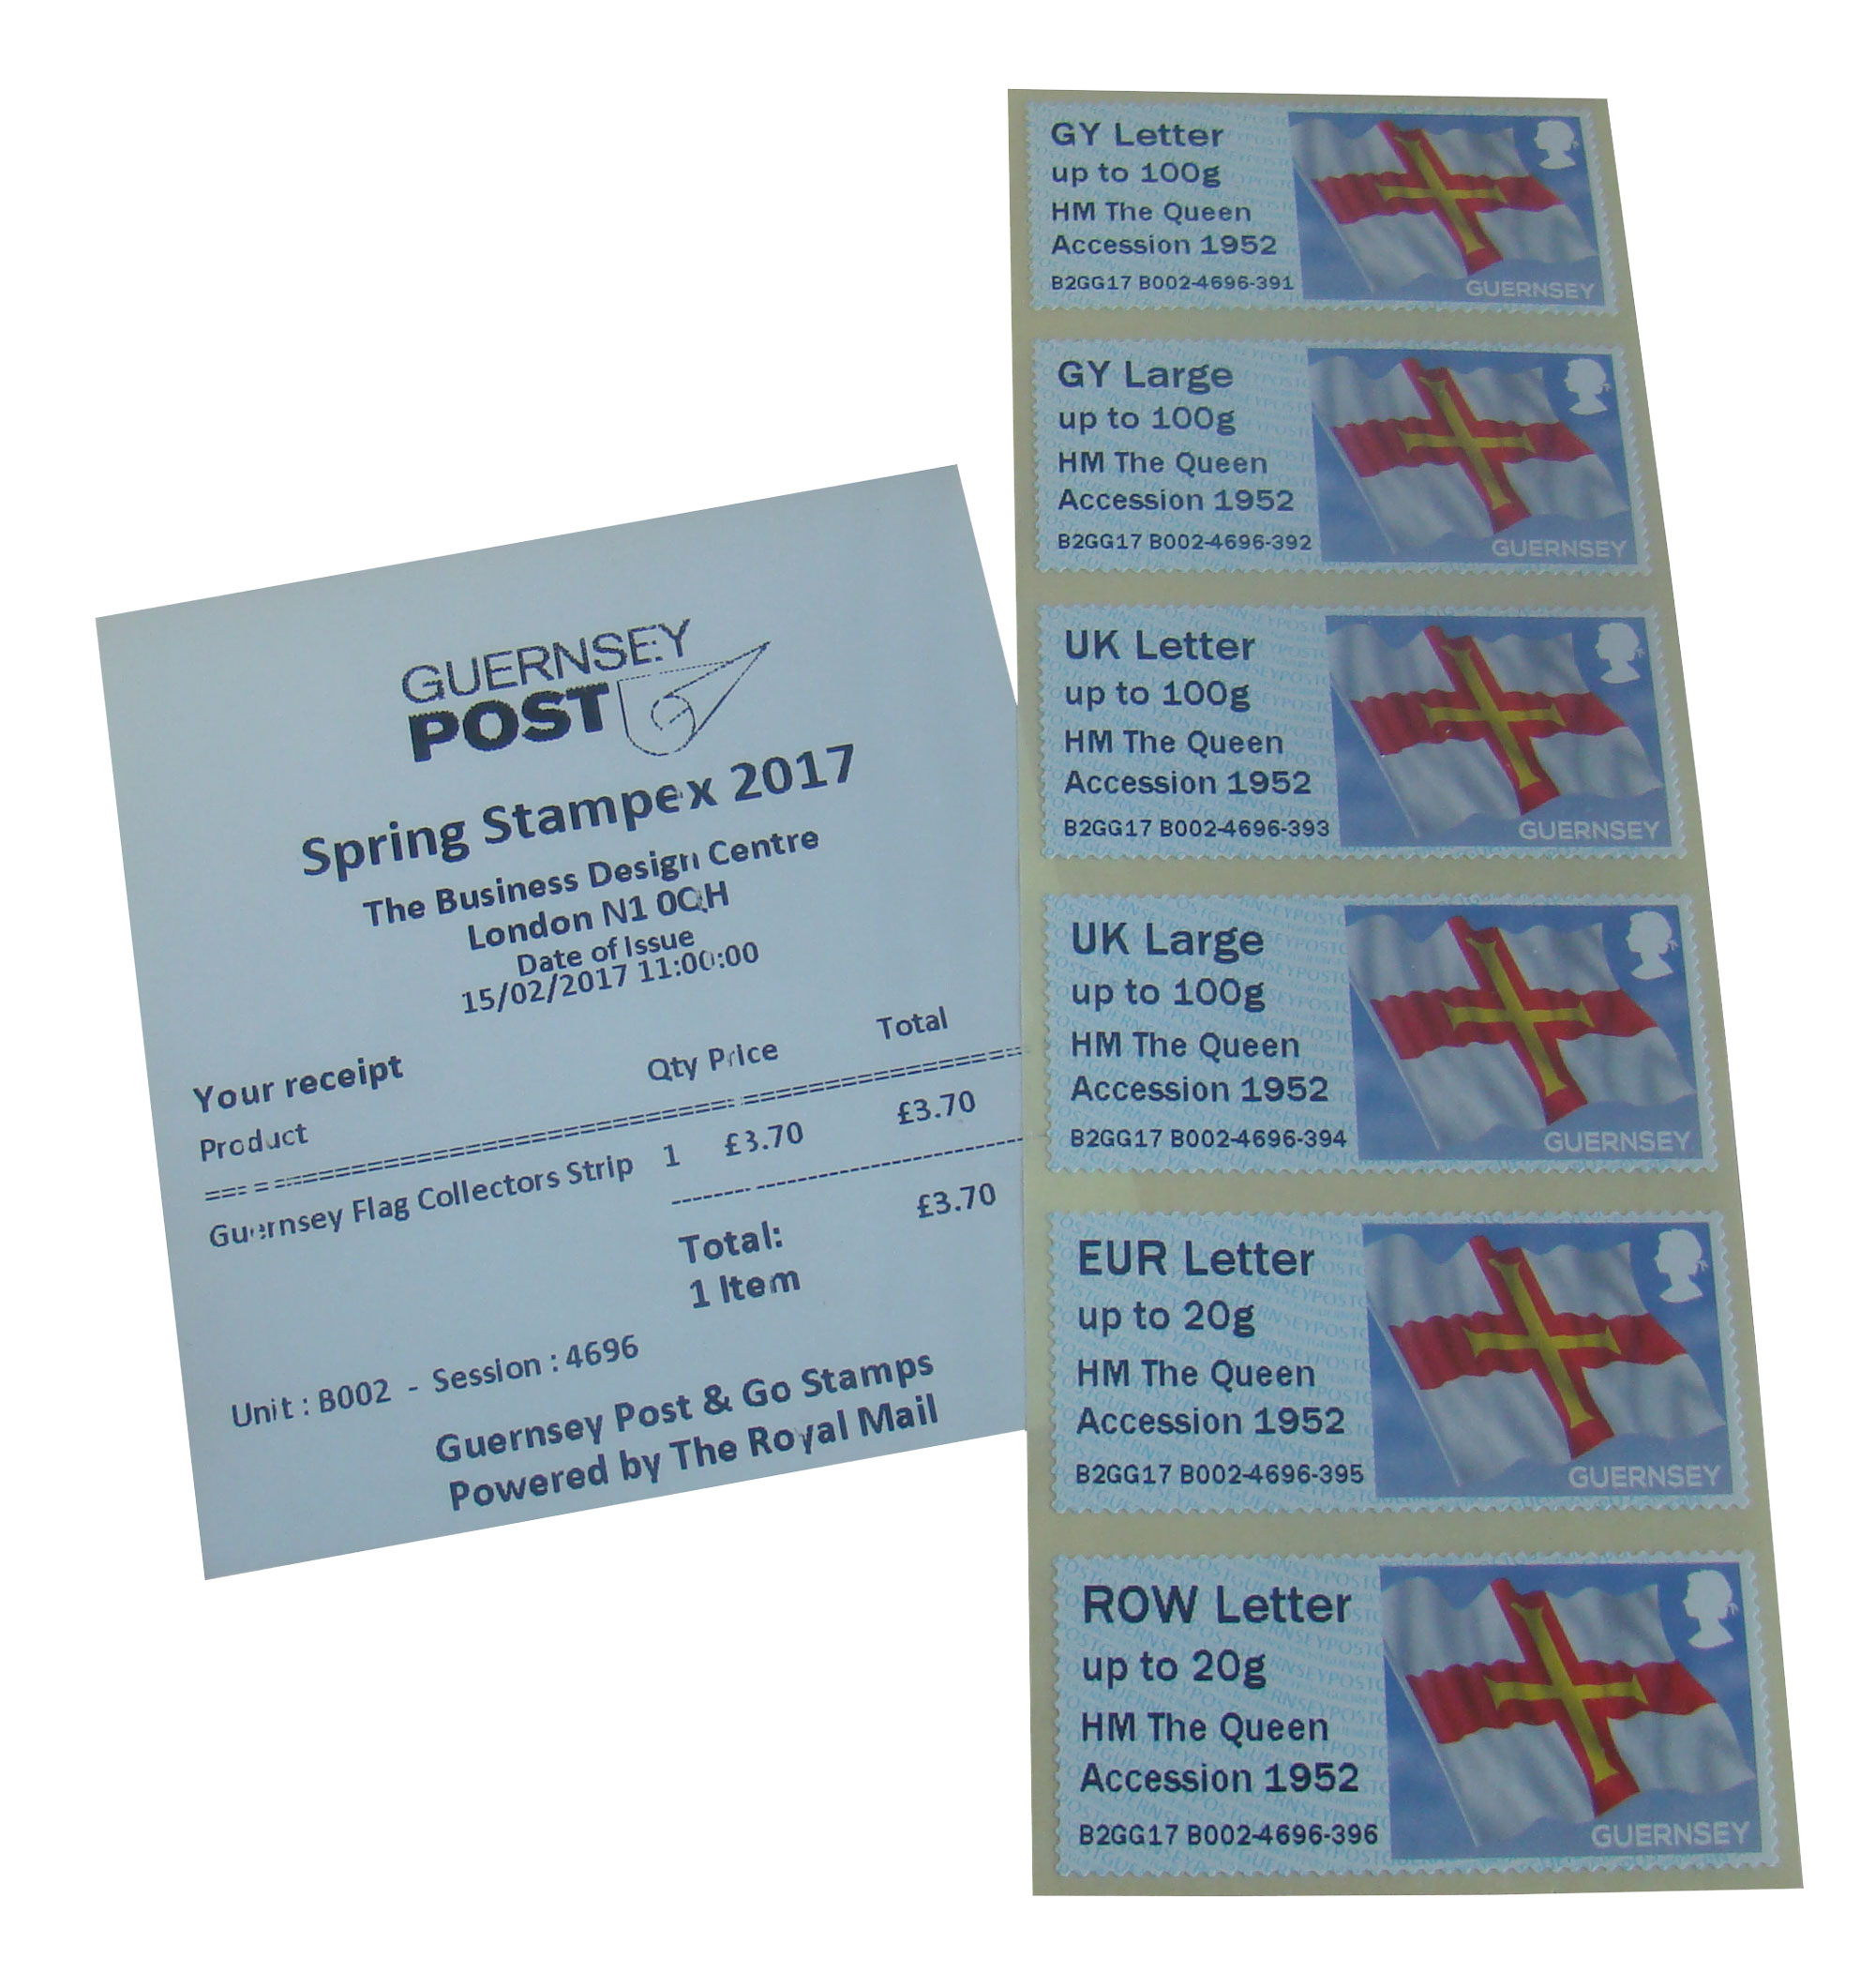 GUERNSEY
POST
Spring Stampex 2017
The Business Design Centre
London N1 0QH
Date of Issue
15/02/2017 11:00:00
Your receipt
Product Qty Price Total
Guernsey Flag Collectors Strip 1 £3.70 £3.70
Total: £3.70
1 Item
Unit : B002 - Session : 4696
Guernsey Post & Go Stamps
Powered by The Royal Mail
GY Letter
up to 100g
HM The Queen
Accession 1952
B2GG17 B002-4696-391
GUERNSEY
GY Large
up to 100g
HM The Queen
Accession 1952
B2GG17 B002-4696-392
GUERNSEY
UK Letter
up to 100g
HM The Queen
Accession 1952
B2GG17 B002-4696-393
GUERNSEY
UK Large
up to 100g
HM The Queen
Accession 1952
B2GG17 B002-4696-394
GUERNSEY
EUR Letter
up to 20g
HM The Queen
Accession 1952
B2GG17 B002-4696-395
GUERNSEY
ROW Letter
up to 20g
HM The Queen
Accession 1952
B2GG17 B002-4696-396
GUERNSEY